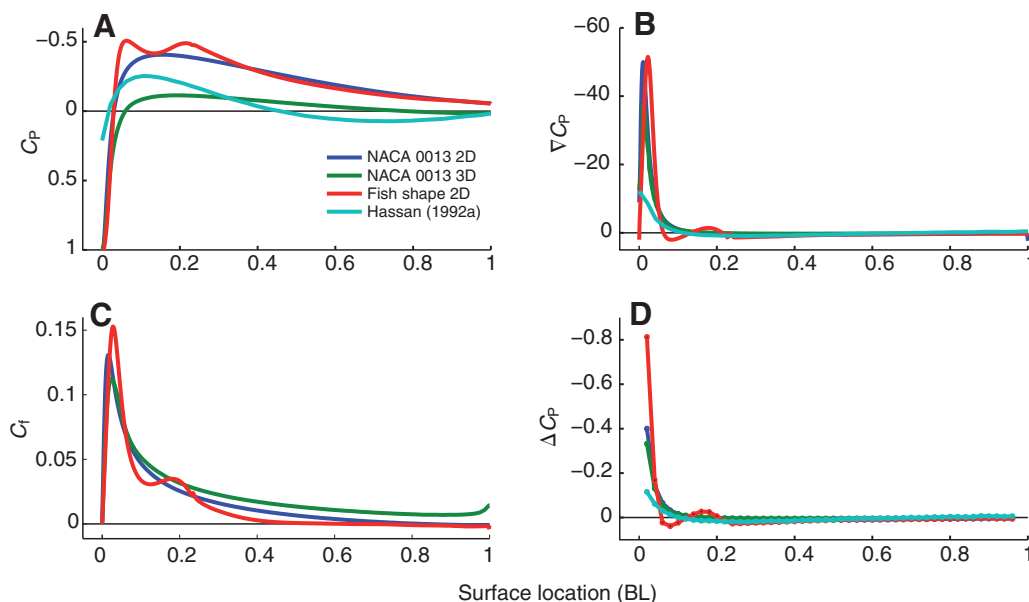 A
−0.5
0
0.5
1
C_P
NACA 0013 2D
NACA 0013 3D
Fish shape 2D
Hassan (1992a)
0 0.2 0.4 0.6 0.8 1
B
−60
−40
−20
0
∇C_P
0 0.2 0.4 0.6 0.8 1
C
0.15
0.1
0.05
0
C_f
0 0.2 0.4 0.6 0.8 1
D
−0.8
−0.6
−0.4
−0.2
0
ΔC_P
0 0.2 0.4 0.6 0.8 1
Surface location (BL)